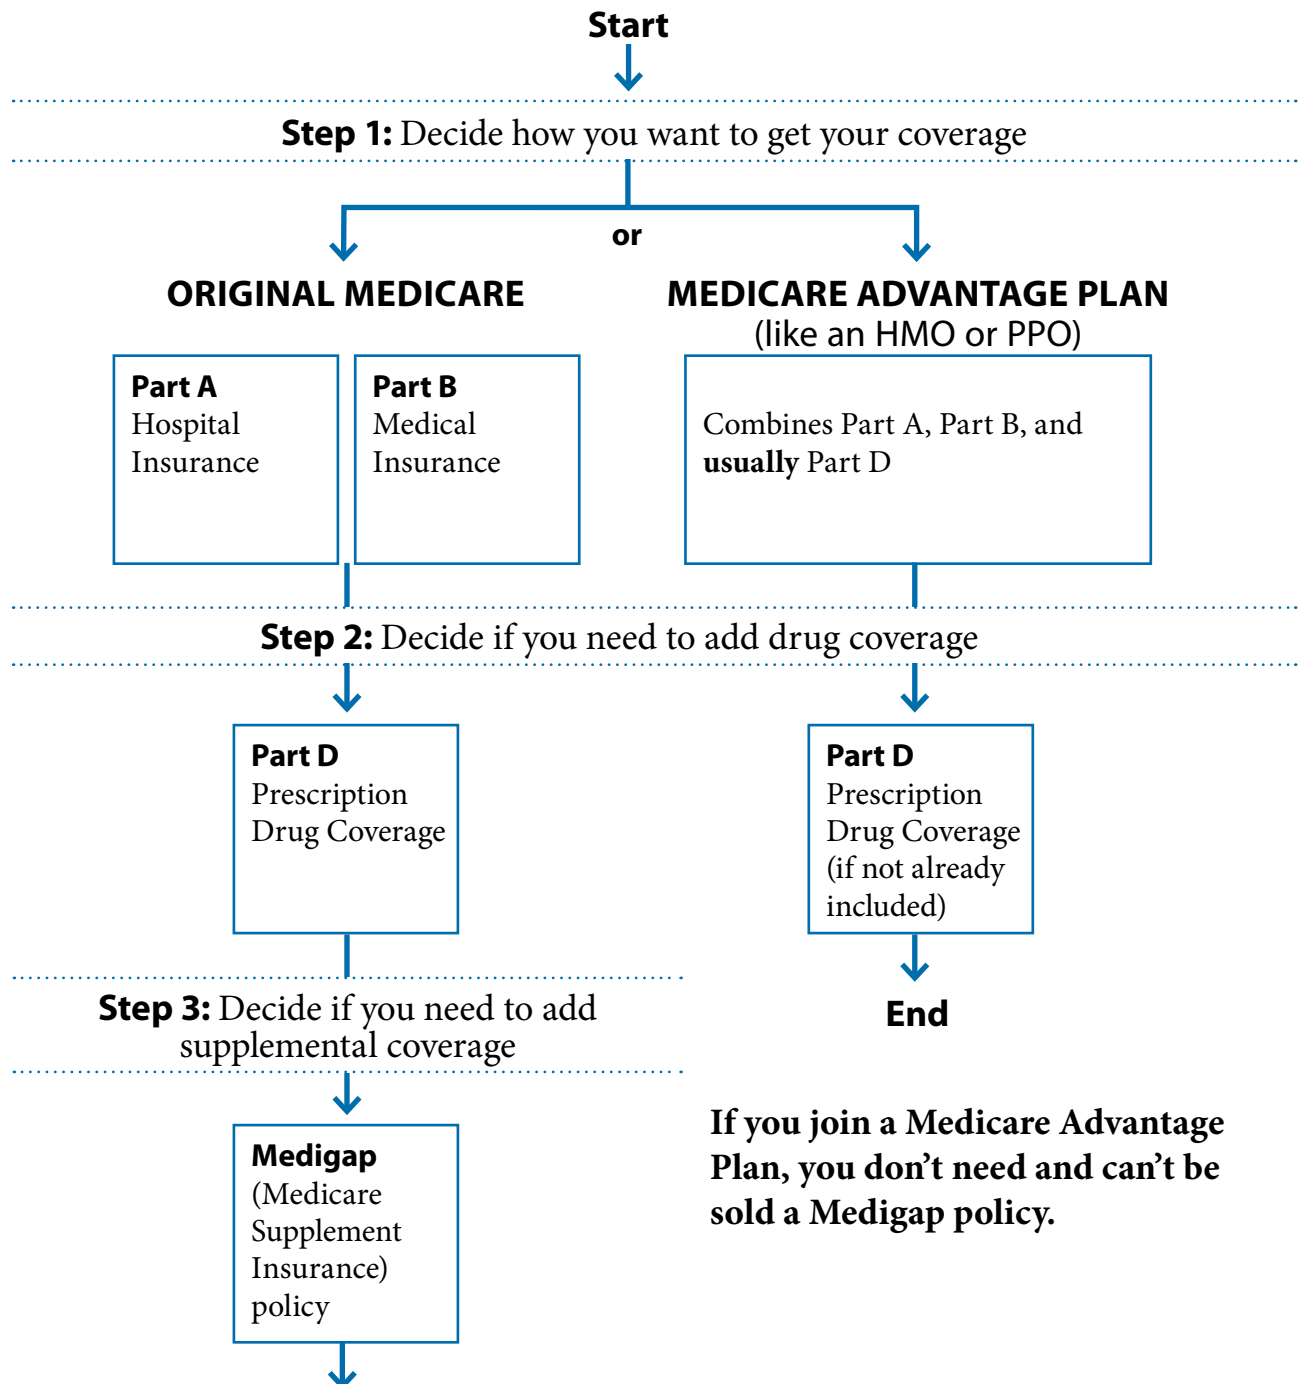 Start
Step 1: Decide how you want to get your coverage
or
ORIGINAL MEDICARE
Part A
Hospital
Insurance
Part B
Medical
Insurance
MEDICARE ADVANTAGE PLAN
(like an HMO or PPO)
Combines Part A, Part B, and
usually Part D
Step 2: Decide if you need to add drug coverage
Part D
Prescription
Drug Coverage
Part D
Prescription
Drug Coverage
(if not already
included)
Step 3: Decide if you need to add
supplemental coverage
End
Medigap
(Medicare
Supplement
Insurance)
policy
If you join a Medicare Advantage
Plan, you don’t need and can’t be
sold a Medigap policy.